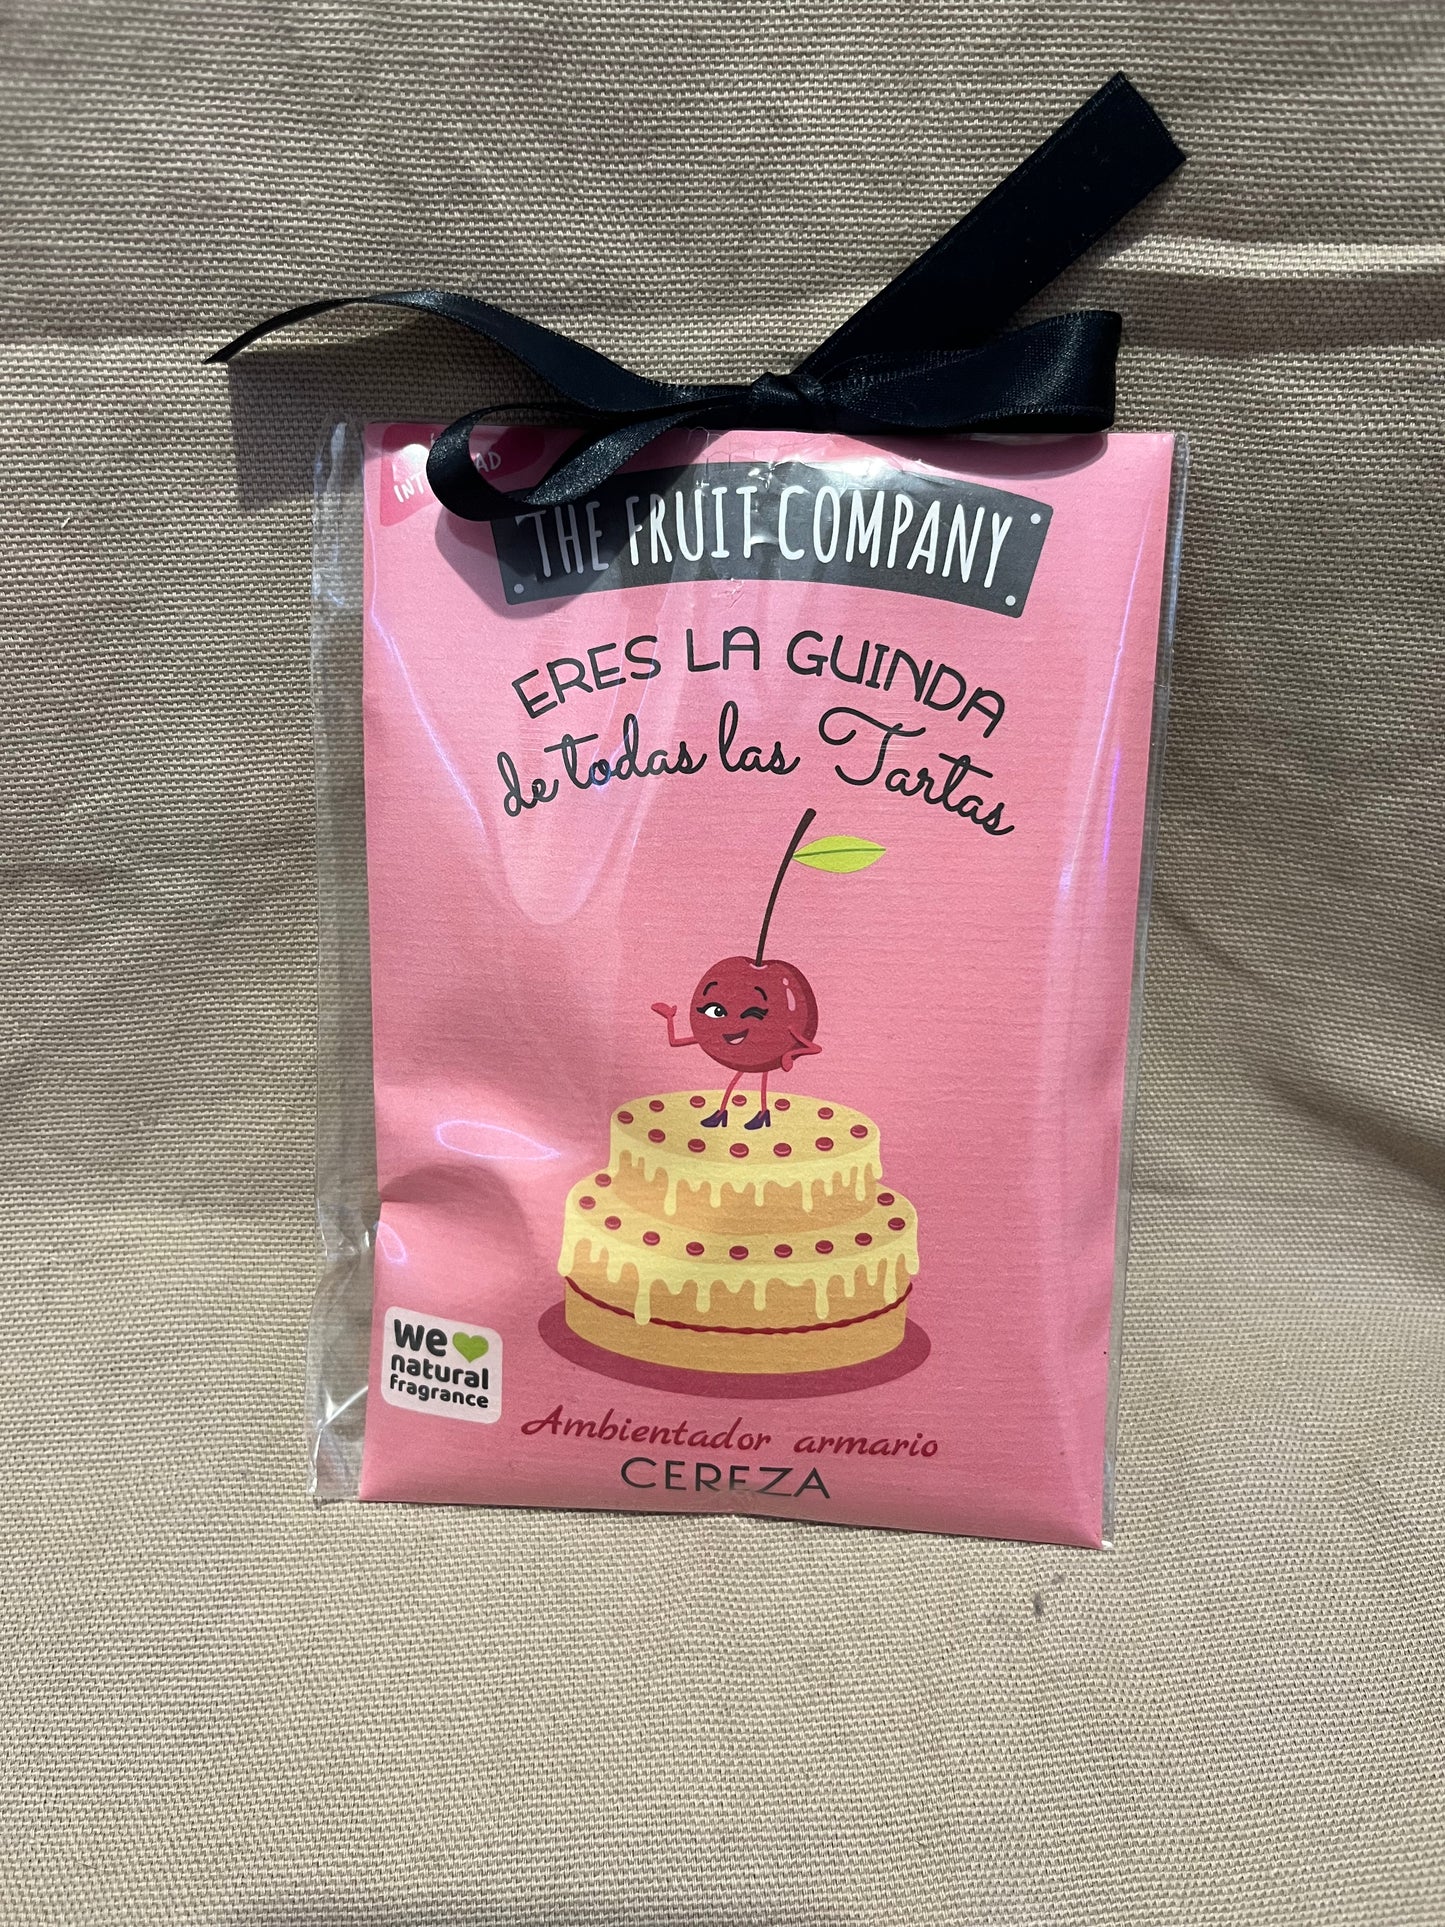 THE FRUIT COMPANY
ERES LA GUINDA
de todas las Tartas
we
natural
fragrance
Ambientador armario
CEREZA